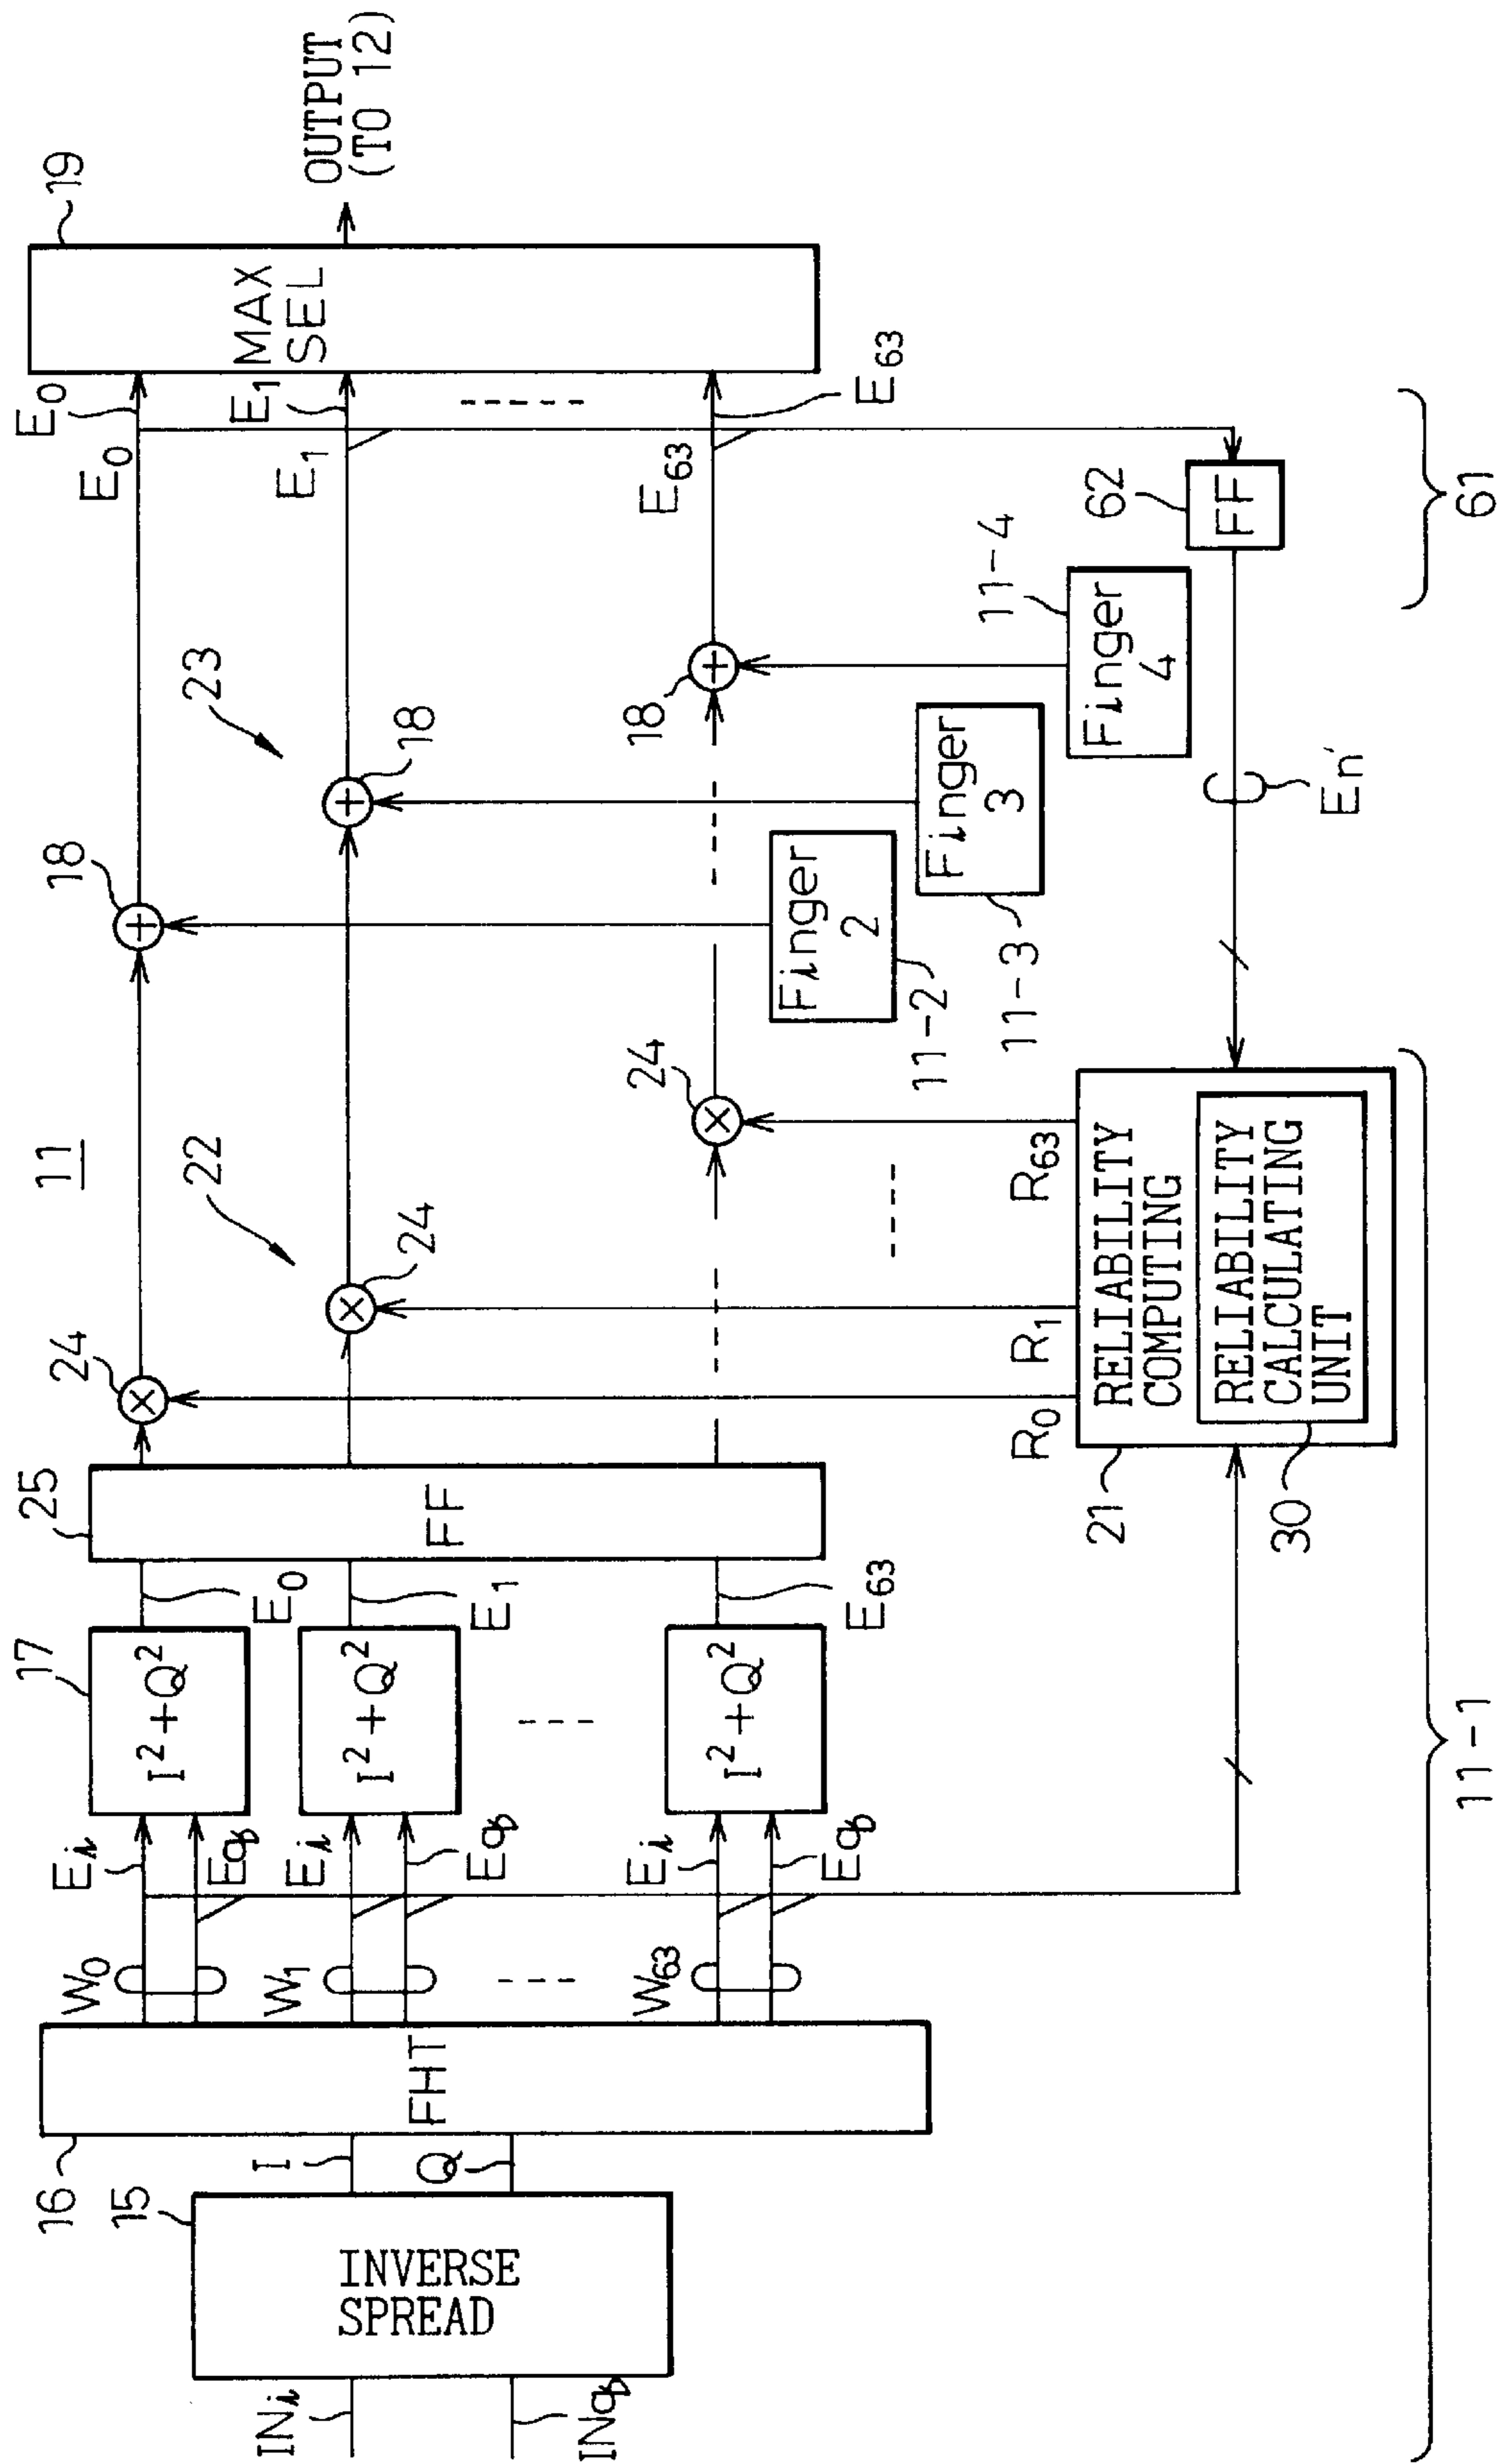 11
IN𝒾
IN𝓆
15
INVERSE
SPREAD
I
Q
16
FHT
W₀
W₁
-----
W₆₃
E𝒾
E𝓆
E𝒾
E𝓆
E𝒾
E𝓆
17
I²+Q²
I²+Q²
I²+Q²
E₀
E₁
E₆₃
25
FF
24
24
24
22
R₀
R₁
R₆₃
21
RELIABILITY
COMPUTING
30
RELIABILITY
CALCULATING
UNIT
11-1
18
18
18
23
Finger
2
11-2
Finger
3
11-3
Finger
4
11-4
E₀
E₁
E₆₃
E₀
E₁
E₆₃
62
FF
En'
61
19
MAX
SEL
OUTPUT
(TO 12)